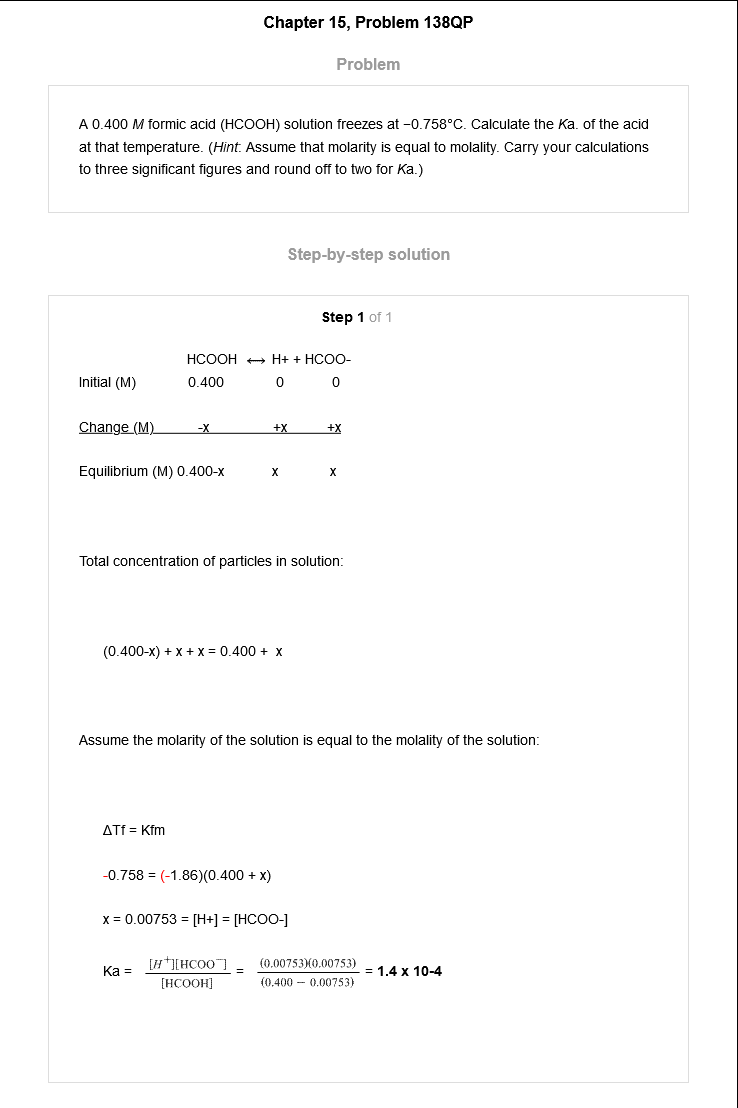 Chapter 15, Problem 138QP
Problem
A 0.400 M formic acid (HCOOH) solution freezes at −0.758°C. Calculate the Ka. of the acid
at that temperature. (Hint: Assume that molarity is equal to molality. Carry your calculations
to three significant figures and round off to two for Ka.)
Step-by-step solution
Step 1 of 1
HCOOH ⟷ H+ + HCOO-
Initial (M) 0.400 0 0
Change (M) -x +x +x
Equilibrium (M) 0.400-x x x
Total concentration of particles in solution:
(0.400-x) + x + x = 0.400 + x
Assume the molarity of the solution is equal to the molality of the solution:
ΔTf = Kfm
-0.758 = (-1.86)(0.400 + x)
x = 0.00753 = [H+] = [HCOO-]
Ka = [H⁺][HCOO⁻] / [HCOOH] = (0.00753)(0.00753) / (0.400 − 0.00753) = 1.4 x 10-4